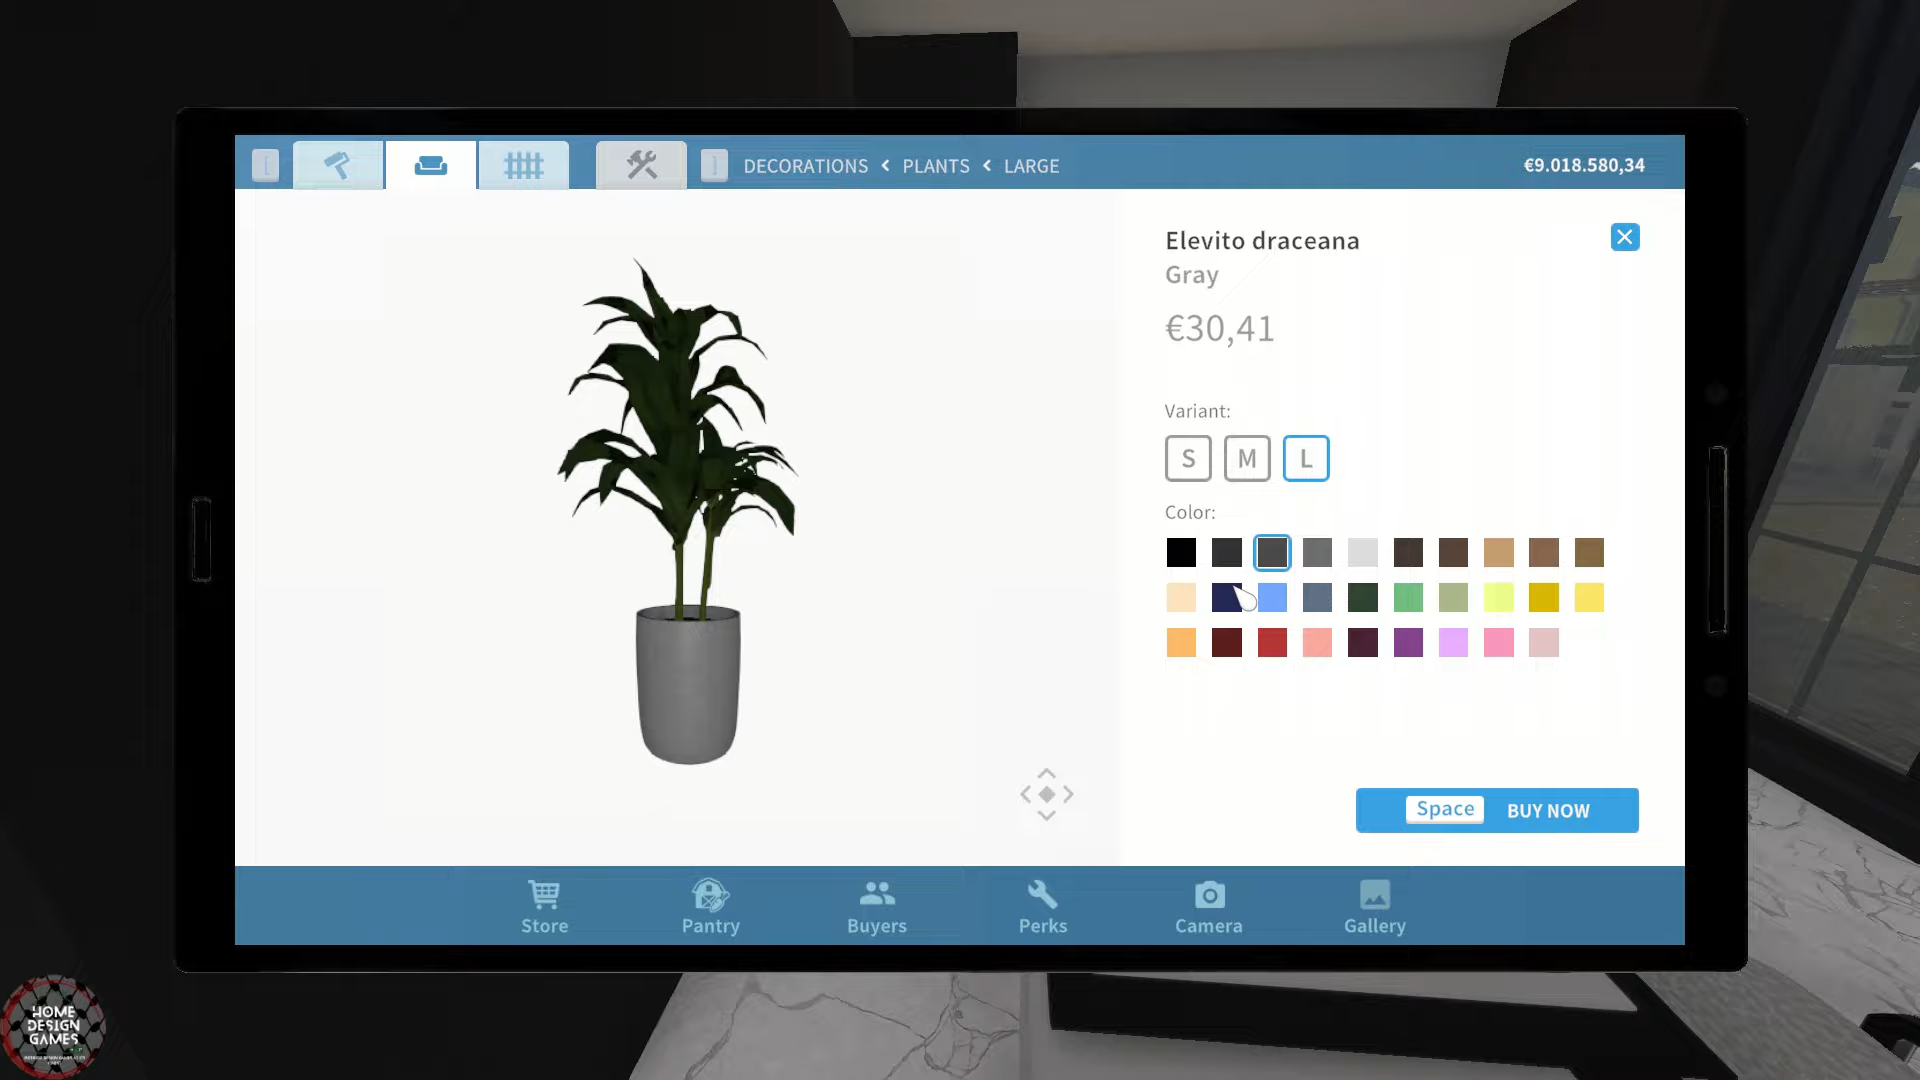 DECORATIONS < PLANTS < LARGE
€9.018.580,34
Elevito draceana
Gray
€30,41
Variant:
S M L
Color:
Space BUY NOW
Store Pantry Buyers Perks Camera Gallery
HOME
DESIGN
GAMES